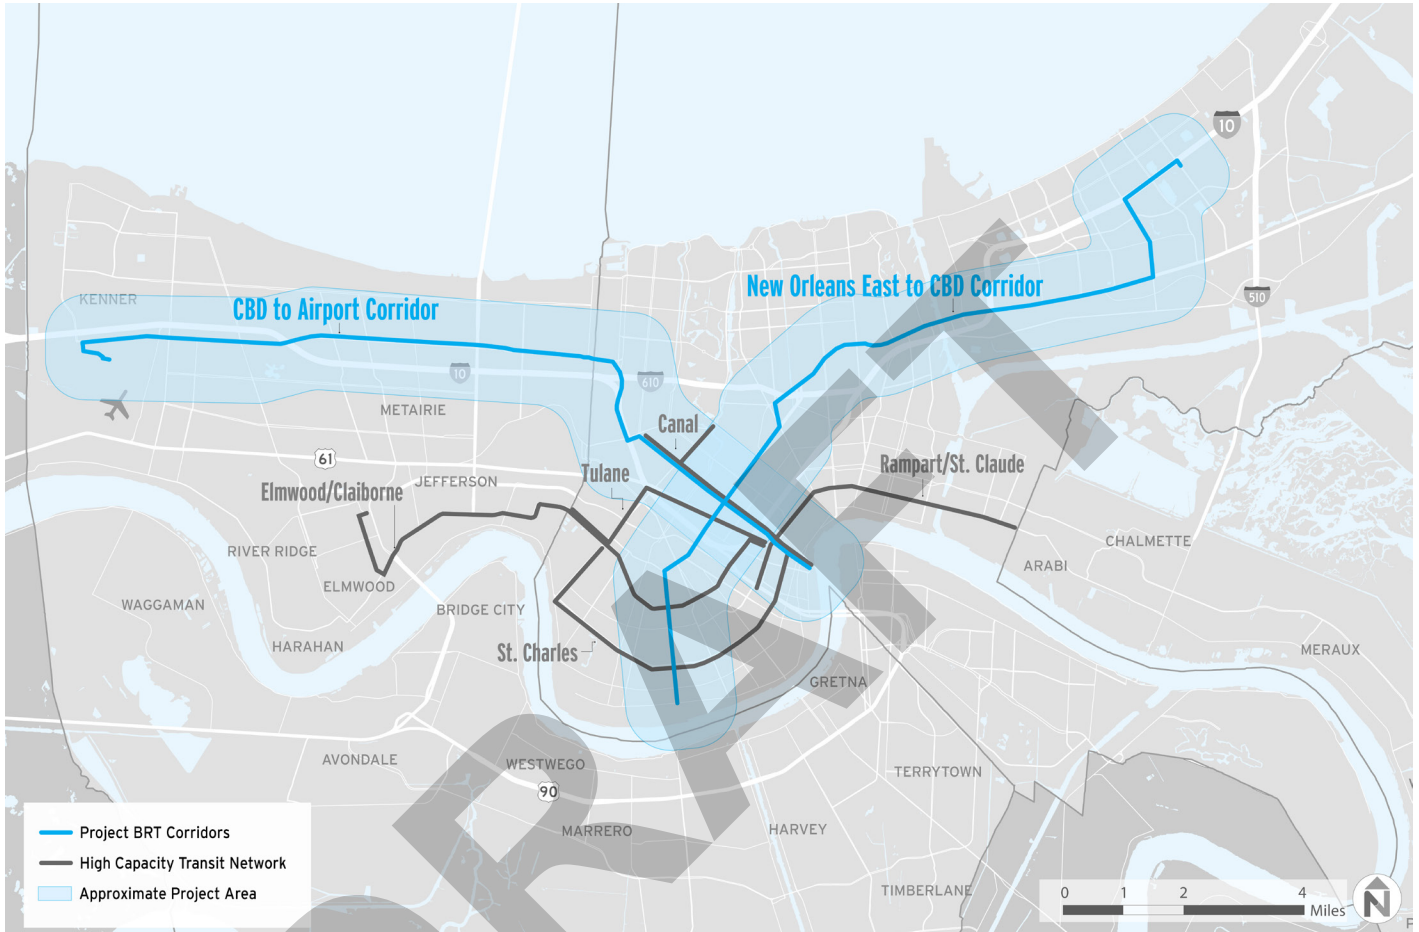 10
New Orleans East to CBD Corridor
510
KENNER
CBD to Airport Corridor
10
610
METAIRIE
Canal
61
Tulane
Rampart/St. Claude
Elmwood/Claiborne
JEFFERSON
RIVER RIDGE
CHALMETTE
ELMWOOD
ARABI
WAGGAMAN
BRIDGE CITY
HARAHAN
St. Charles
MERAUX
GRETNA
AVONDALE
WESTWEGO
TERRYTOWN
90
MARRERO
HARVEY
TIMBERLANE
Project BRT Corridors
High Capacity Transit Network
Approximate Project Area
0 1 2 4
Miles
N
DRAFT